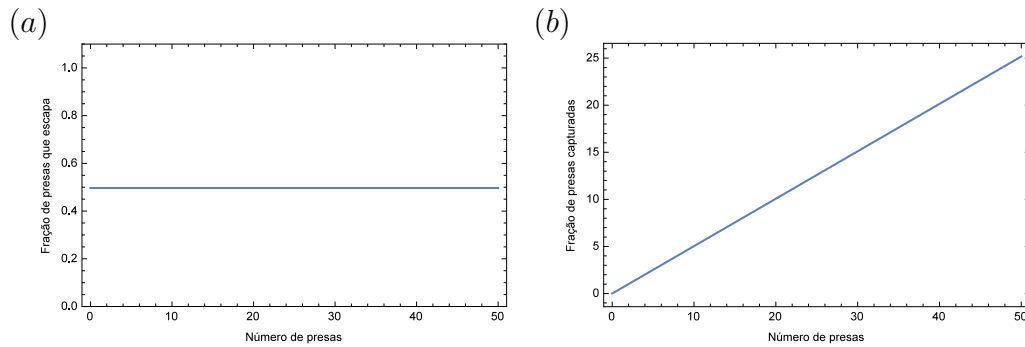 (a)
Fração de presas que escapa
1.0
0.8
0.6
0.4
0.2
0.0
0 10 20 30 40 50
Número de presas
(b)
Fração de presas capturadas
25
20
15
10
5
0
0 10 20 30 40 50
Número de presas